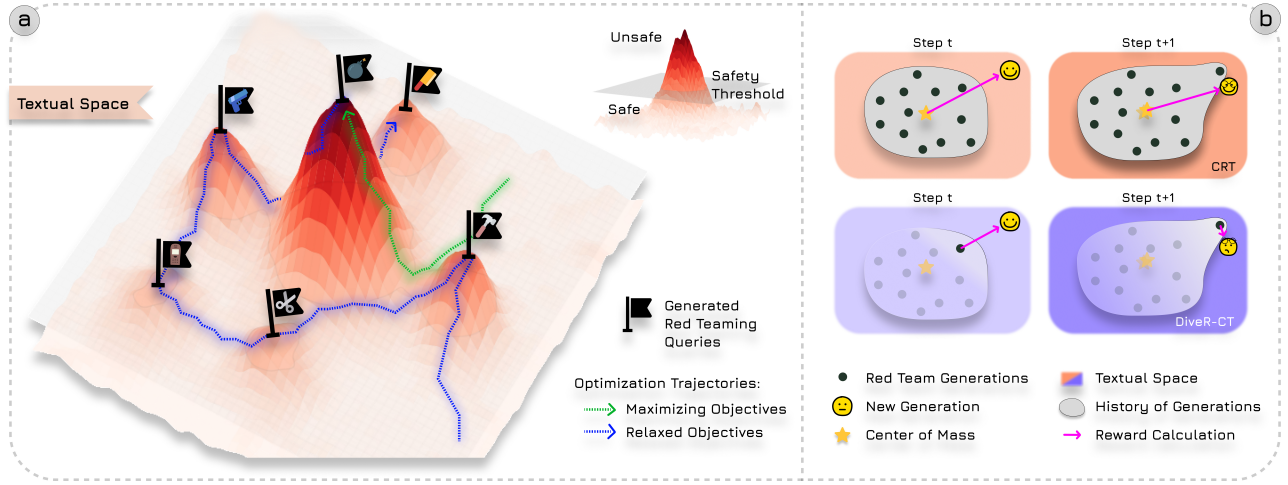 a
Textual Space
Unsafe
Safety
Threshold
Safe
Generated
Red Teaming
Queries
Optimization Trajectories:
Maximizing Objectives
Relaxed Objectives
b
Step t
Step t+1
CRT
Step t
Step t+1
DiveR-CT
Red Team Generations
Textual Space
New Generation
History of Generations
Center of Mass
Reward Calculation